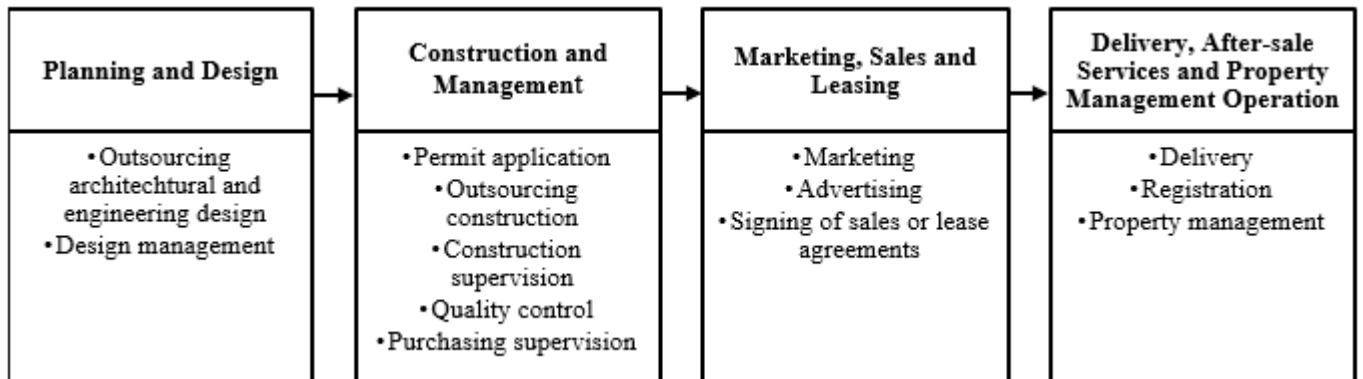 Planning and Design
• Outsourcing
architechtural and
engineering design
• Design management
Construction and
Management
• Permit application
• Outsourcing
construction
• Construction
supervision
• Quality control
• Purchasing supervision
Marketing, Sales and
Leasing
• Marketing
• Advertising
• Signing of sales or lease
agreements
Delivery, After-sale
Services and Property
Management Operation
• Delivery
• Registration
• Property management